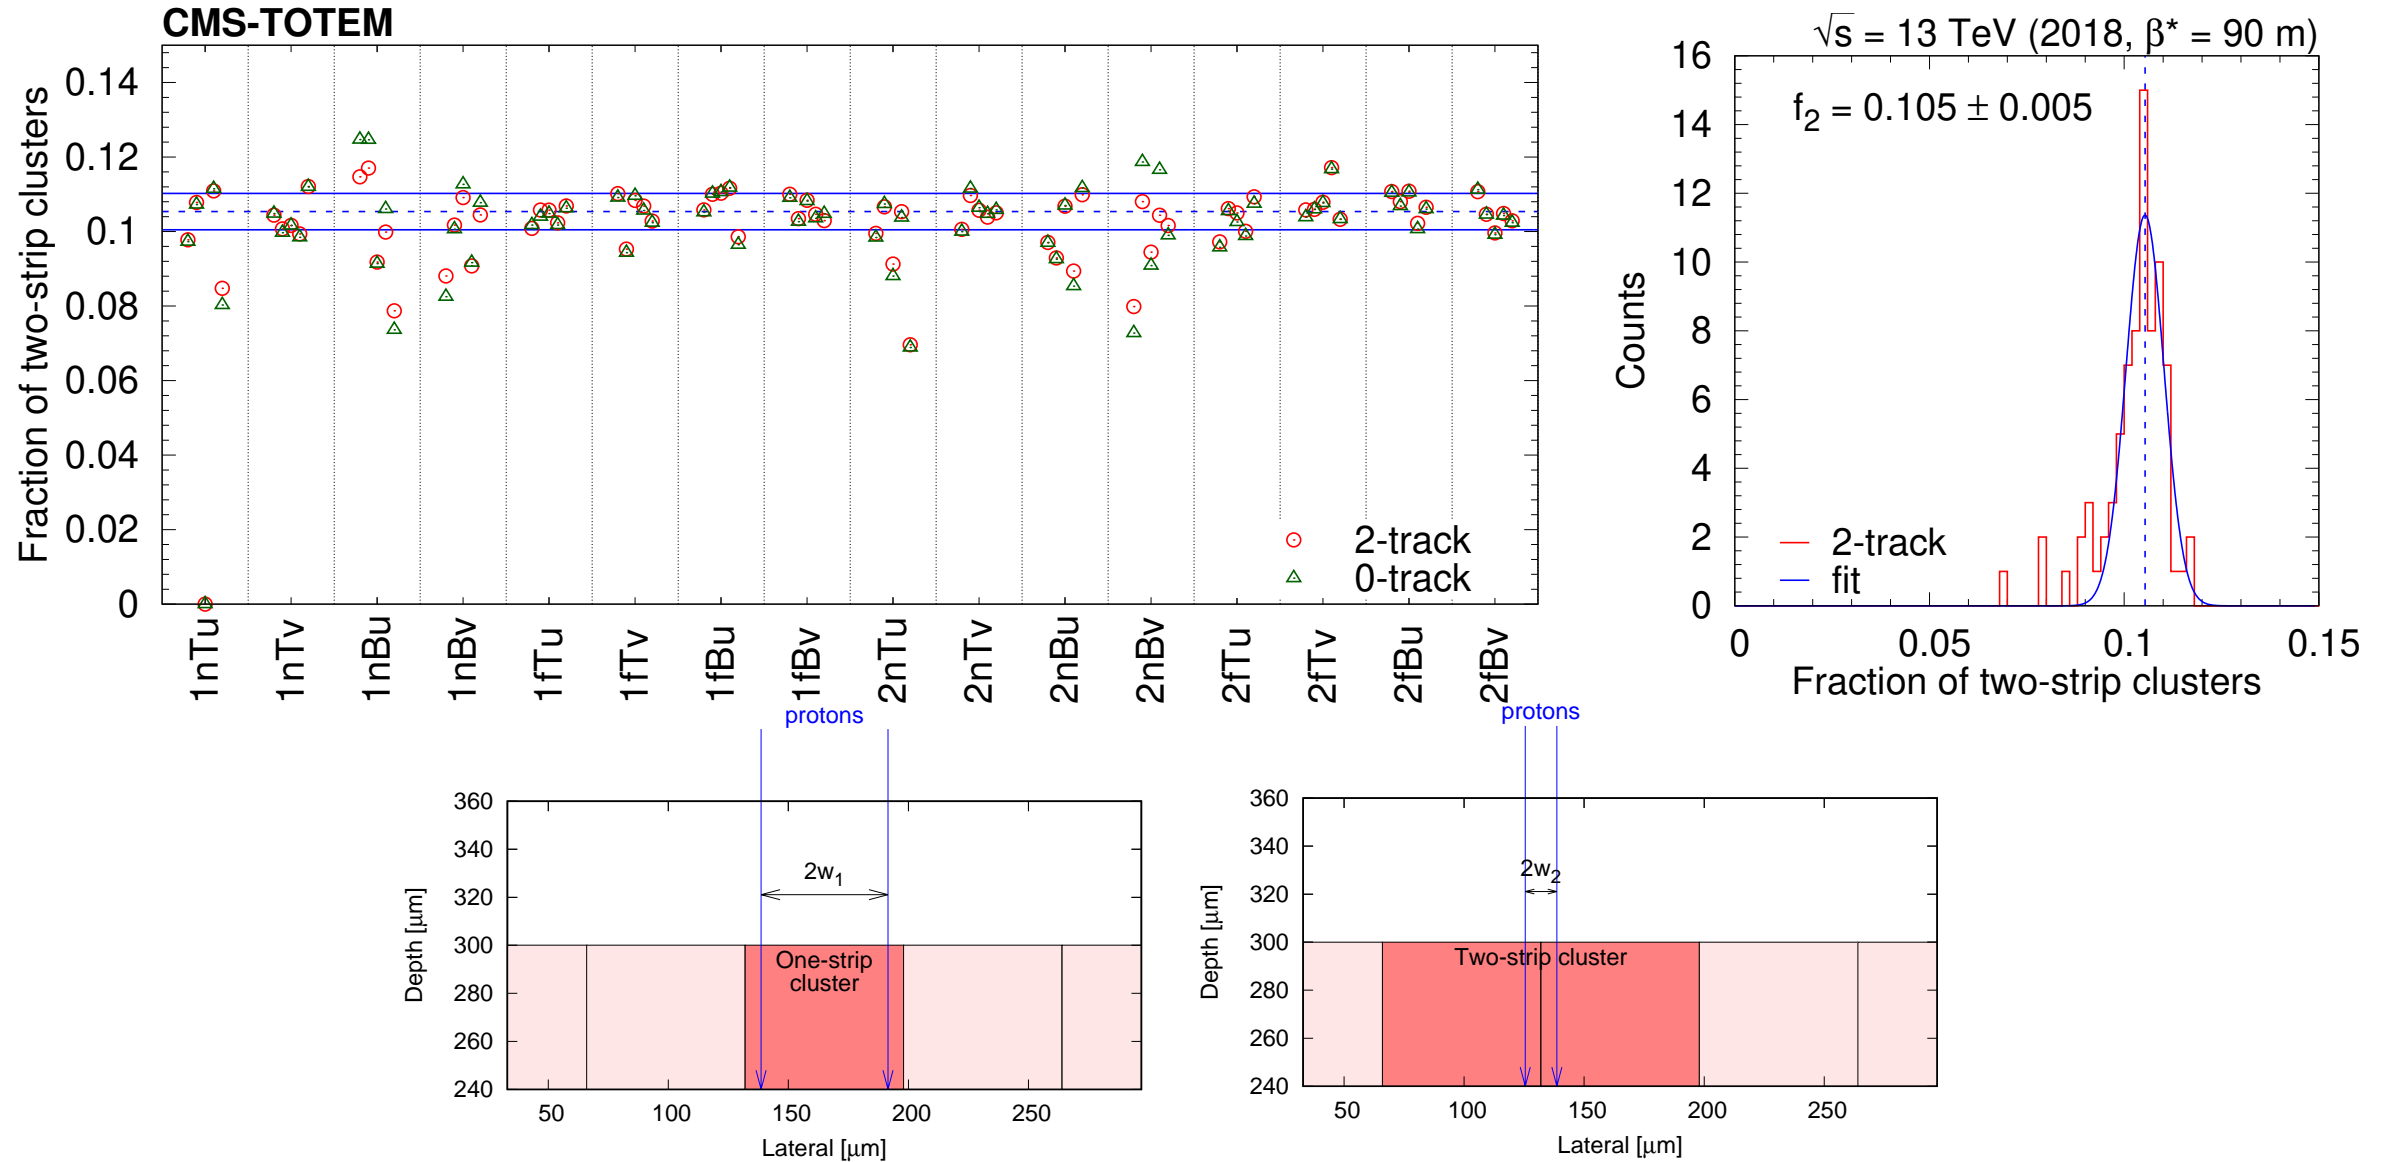 CMS-TOTEM
√s = 13 TeV (2018, β* = 90 m)
Fraction of two-strip clusters
0.14
0.12
0.1
0.08
0.06
0.04
0.02
0
2-track
0-track
1nTu 1nTv 1nBu 1nBv 1fTu 1fTv 1fBu 1fBv 2nTu 2nTv 2nBu 2nBv 2fTu 2fTv 2fBu 2fBv
Counts
16
14
12
10
8
6
4
2
0
f₂ = 0.105 ± 0.005
2-track
fit
0 0.05 0.1 0.15
Fraction of two-strip clusters
protons
Depth [μm]
360
340
320
300
280
260
240
2w₁
One-strip
cluster
50 100 150 200 250
Lateral [μm]
protons
Depth [μm]
360
340
320
300
280
260
240
2w₂
Two-strip cluster
50 100 150 200 250
Lateral [μm]